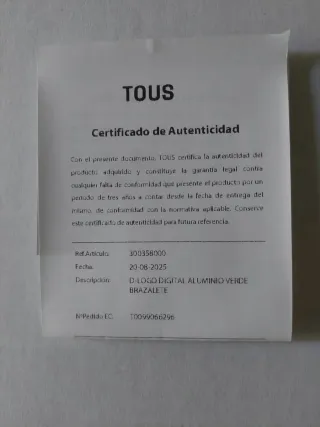 TOUS
Certificado de Autenticidad
Con el presente documento, TOUS certifica la autenticidad del
producto adquirido y constituye la garantía legal contra
cualquier falta de conformidad que presente el producto por un
periodo de tres años a contar desde la fecha de entrega del
mismo, de conformidad con la normativa aplicable. Conserve
este certificado de autenticidad para futura referencia.
Ref.Artículo: 300358000
Fecha: 20-08-2025
Descripción: D-LOGO DIGITAL ALUMINIO VERDE
BRAZALETE
NºPedido EC: T0099066296